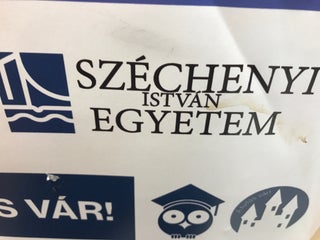 SZÉCHENYI
ISTVÁN
EGYETEM
S VÁR!